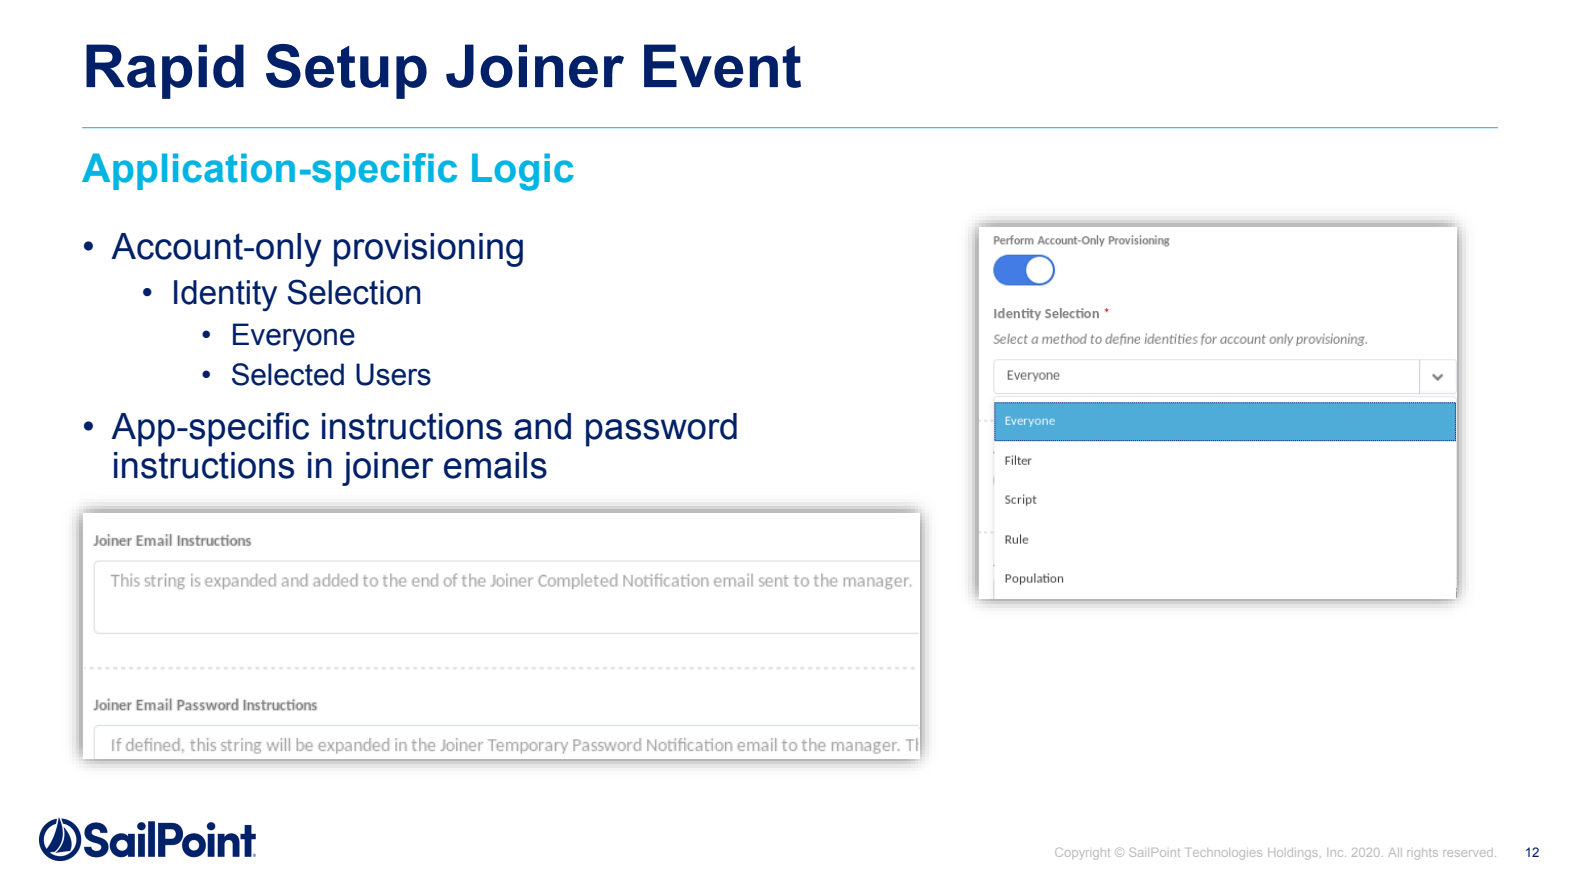 Rapid Setup Joiner Event
Application-specific Logic
• Account-only provisioning
• Identity Selection
• Everyone
• Selected Users
• App-specific instructions and password
instructions in joiner emails
Perform Account-Only Provisioning
Identity Selection *
Select a method to define identities for account only provisioning.
Everyone
Everyone
Filter
Script
Rule
Population
Joiner Email Instructions
This string is expanded and added to the end of the Joiner Completed Notification email sent to the manager.
Joiner Email Password Instructions
If defined, this string will be expanded in the Joiner Temporary Password Notification email to the manager.
SailPoint
Copyright © SailPoint Technologies Holdings, Inc. 2020. All rights reserved.
12